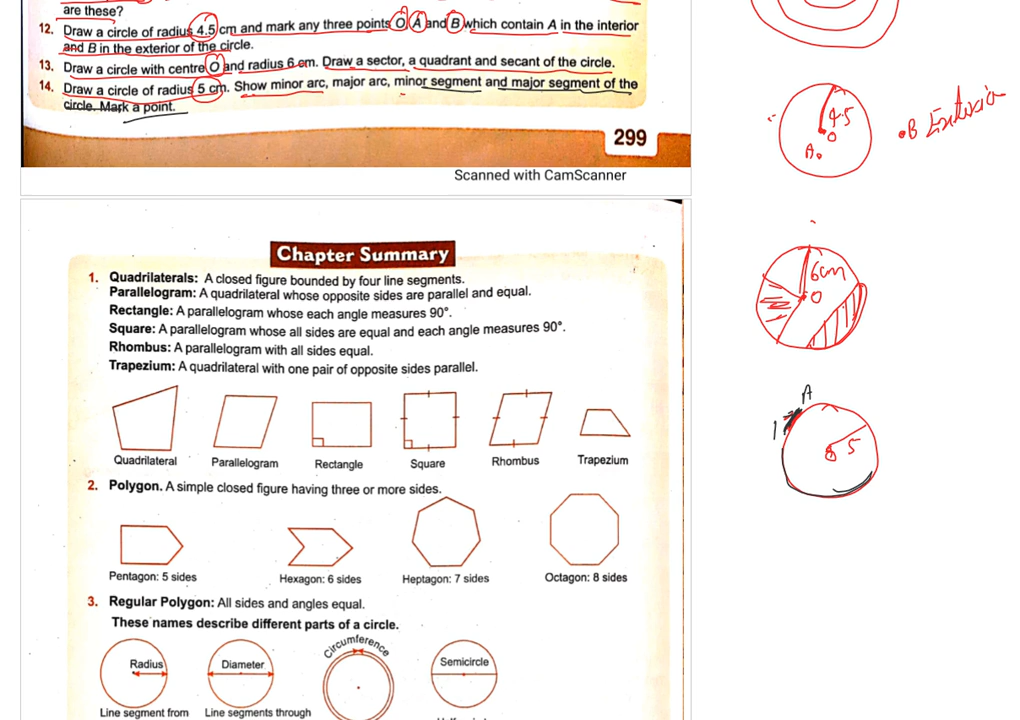 are these?
12. Draw a circle of radius 4.5 cm and mark any three points O, A and B which contain A in the interior
and B in the exterior of the circle.
13. Draw a circle with centre O and radius 6 cm. Draw a sector, a quadrant and secant of the circle.
14. Draw a circle of radius 5 cm. Show minor arc, major arc, minor segment and major segment of the
circle. Mark a point.
299
Scanned with CamScanner
4.5
O
A
B Exterior
6cm
O
A
5
Chapter Summary
1. Quadrilaterals: A closed figure bounded by four line segments.
Parallelogram: A quadrilateral whose opposite sides are parallel and equal.
Rectangle: A parallelogram whose each angle measures 90°.
Square: A parallelogram whose all sides are equal and each angle measures 90°.
Rhombus: A parallelogram with all sides equal.
Trapezium: A quadrilateral with one pair of opposite sides parallel.
Quadrilateral Parallelogram Rectangle Square Rhombus Trapezium
2. Polygon. A simple closed figure having three or more sides.
Pentagon: 5 sides Hexagon: 6 sides Heptagon: 7 sides Octagon: 8 sides
3. Regular Polygon: All sides and angles equal.
These names describe different parts of a circle.
Radius Diameter Circumference Semicircle
Line segment from Line segments through